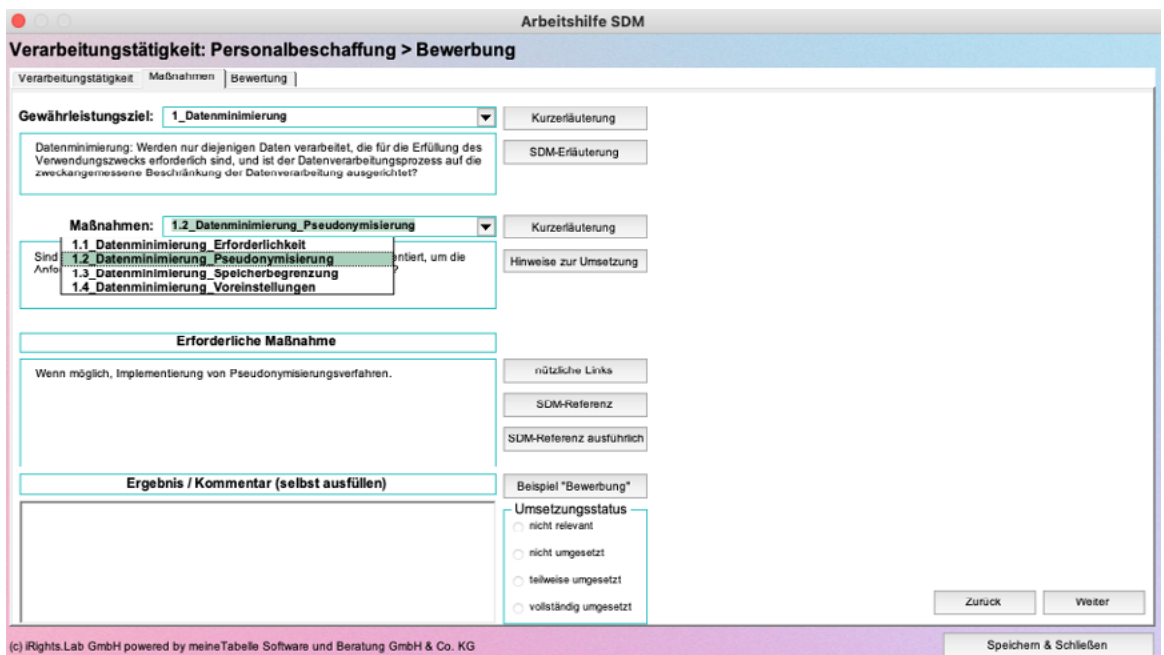 Arbeitshilfe SDM
Verarbeitungstätigkeit: Personalbeschaffung > Bewerbung
Verarbeitungstätigkeit Maßnahmen Bewertung
Gewährleistungsziel: 1_Datenminimierung
Kurzerläuterung
Datenminimierung: Werden nur diejenigen Daten verarbeitet, die für die Erfüllung des
Verwendungszwecks erforderlich sind, und ist der Datenverarbeitungsprozess auf die
zweckangemessene Beschränkung der Datenverarbeitung ausgerichtet?
SDM-Erläuterung
Maßnahmen: 1.2_Datenminimierung_Pseudonymisierung
Kurzerläuterung
1.1_Datenminimierung_Erforderlichkeit
Sind 1.2_Datenminimierung_Pseudonymisierung entiert, um die
Anfo 1.3_Datenminimierung_Speicherbegrenzung ?
1.4_Datenminimierung_Voreinstellungen
Hinweise zur Umsetzung
Erforderliche Maßnahme
Wenn möglich, Implementierung von Pseudonymisierungsverfahren.
nützliche Links
SDM-Referenz
SDM-Referenz ausführlich
Ergebnis / Kommentar (selbst ausfüllen)
Beispiel "Bewerbung"
Umsetzungsstatus
nicht relevant
nicht umgesetzt
teilweise umgesetzt
vollständig umgesetzt
Zurück Weiter
(c) iRights.Lab GmbH powered by meineTabelle Software und Beratung GmbH & Co. KG
Speichern & Schließen